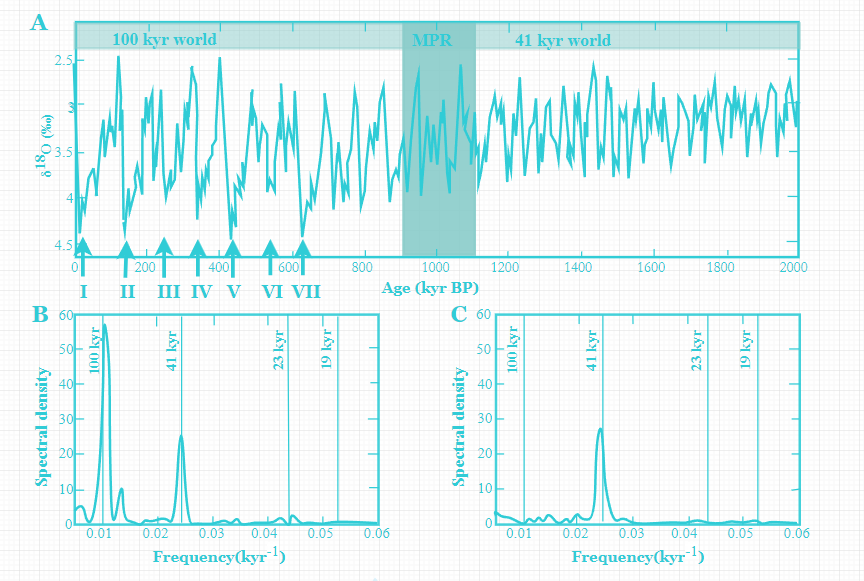 A
100 kyr world MPR 41 kyr world
2.5
3
3.5
4
4.5
δ18O (‰)
0 200 400 600 800 1000 1200 1400 1600 1800 2000
I II III IV V VI VII
Age (kyr BP)
B
60
50
40
30
20
10
0
Spectral density
100 kyr
41 kyr
23 kyr
19 kyr
0.01 0.02 0.03 0.04 0.05 0.06
Frequency(kyr-1)
C
60
50
40
30
20
10
0
Spectral density
100 kyr
41 kyr
23 kyr
19 kyr
0.01 0.02 0.03 0.04 0.05 0.06
Frequency(kyr-1)